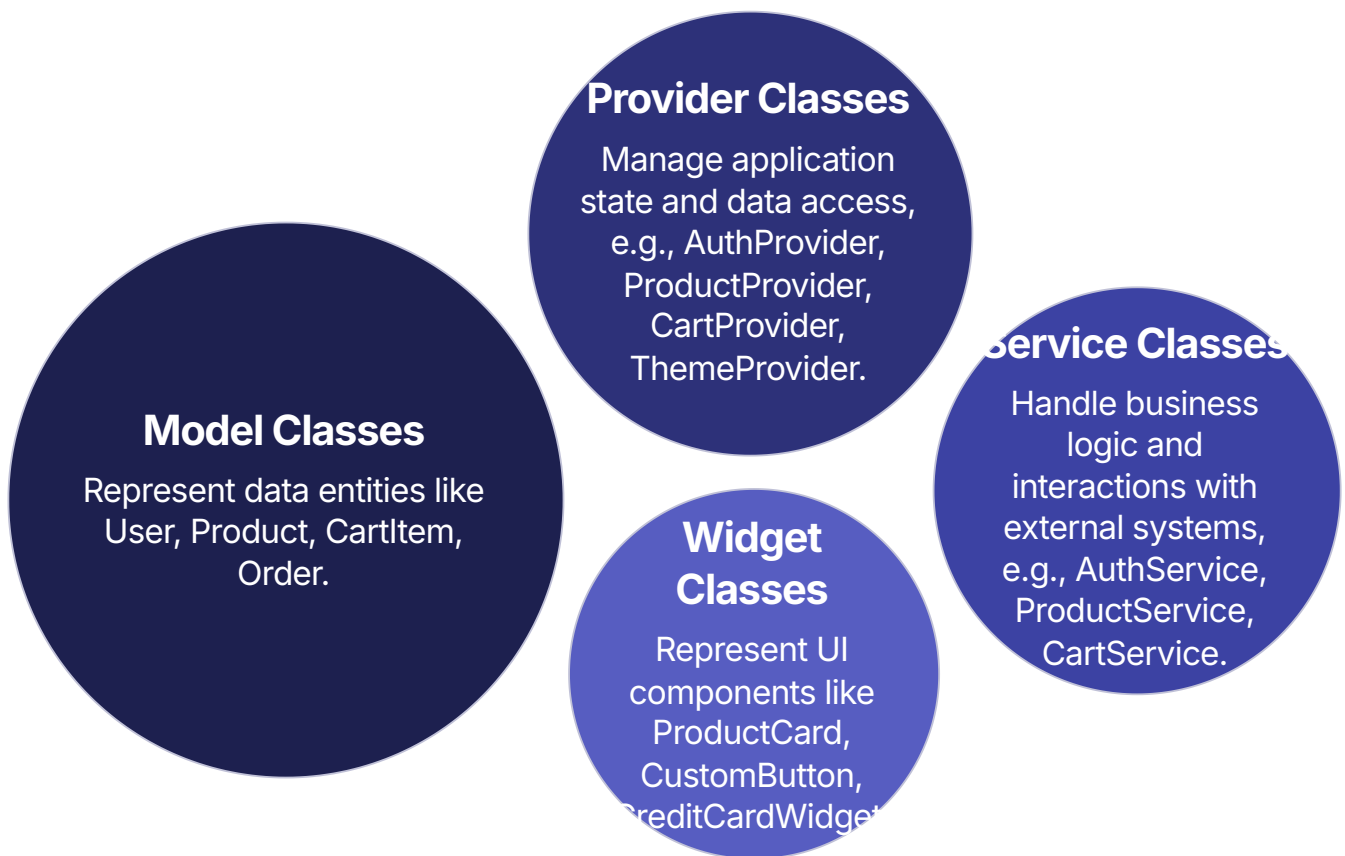 Provider Classes
Manage application
state and data access,
e.g., AuthProvider,
ProductProvider,
CartProvider,
ThemeProvider.
Model Classes
Represent data entities like
User, Product, CartItem,
Order.
Service Classes
Handle business
logic and
interactions with
external systems,
e.g., AuthService,
ProductService,
CartService.
Widget
Classes
Represent UI
components like
ProductCard,
CustomButton,
CreditCardWidget